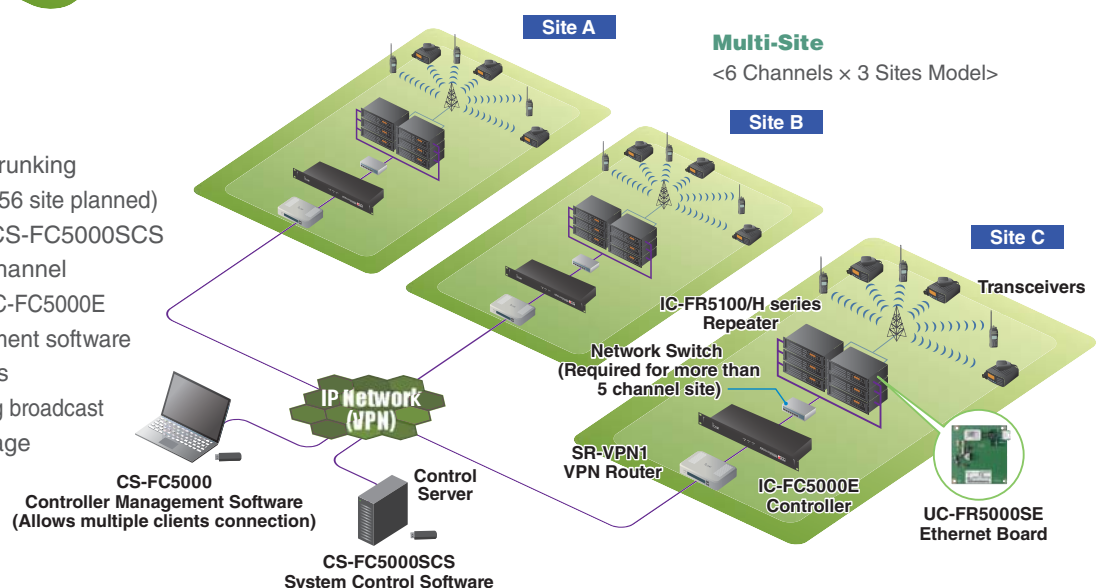 Site A
Multi-Site
<6 Channels × 3 Sites Model>
Site B
Site C
Transceivers
IC-FR5100/H series
Repeater
Network Switch
(Required for more than
5 channel site)
SR-VPN1
VPN Router
IC-FC5000E
Controller
UC-FR5000SE
Ethernet Board
IP Network
(VPN)
Control
Server
CS-FC5000
Controller Management Software
(Allows multiple clients connection)
CS-FC5000SCS
System Control Software
runking
56 site planned)
CS-FC5000SCS
hannel
C-FC5000E
ment software
s
g broadcast
age